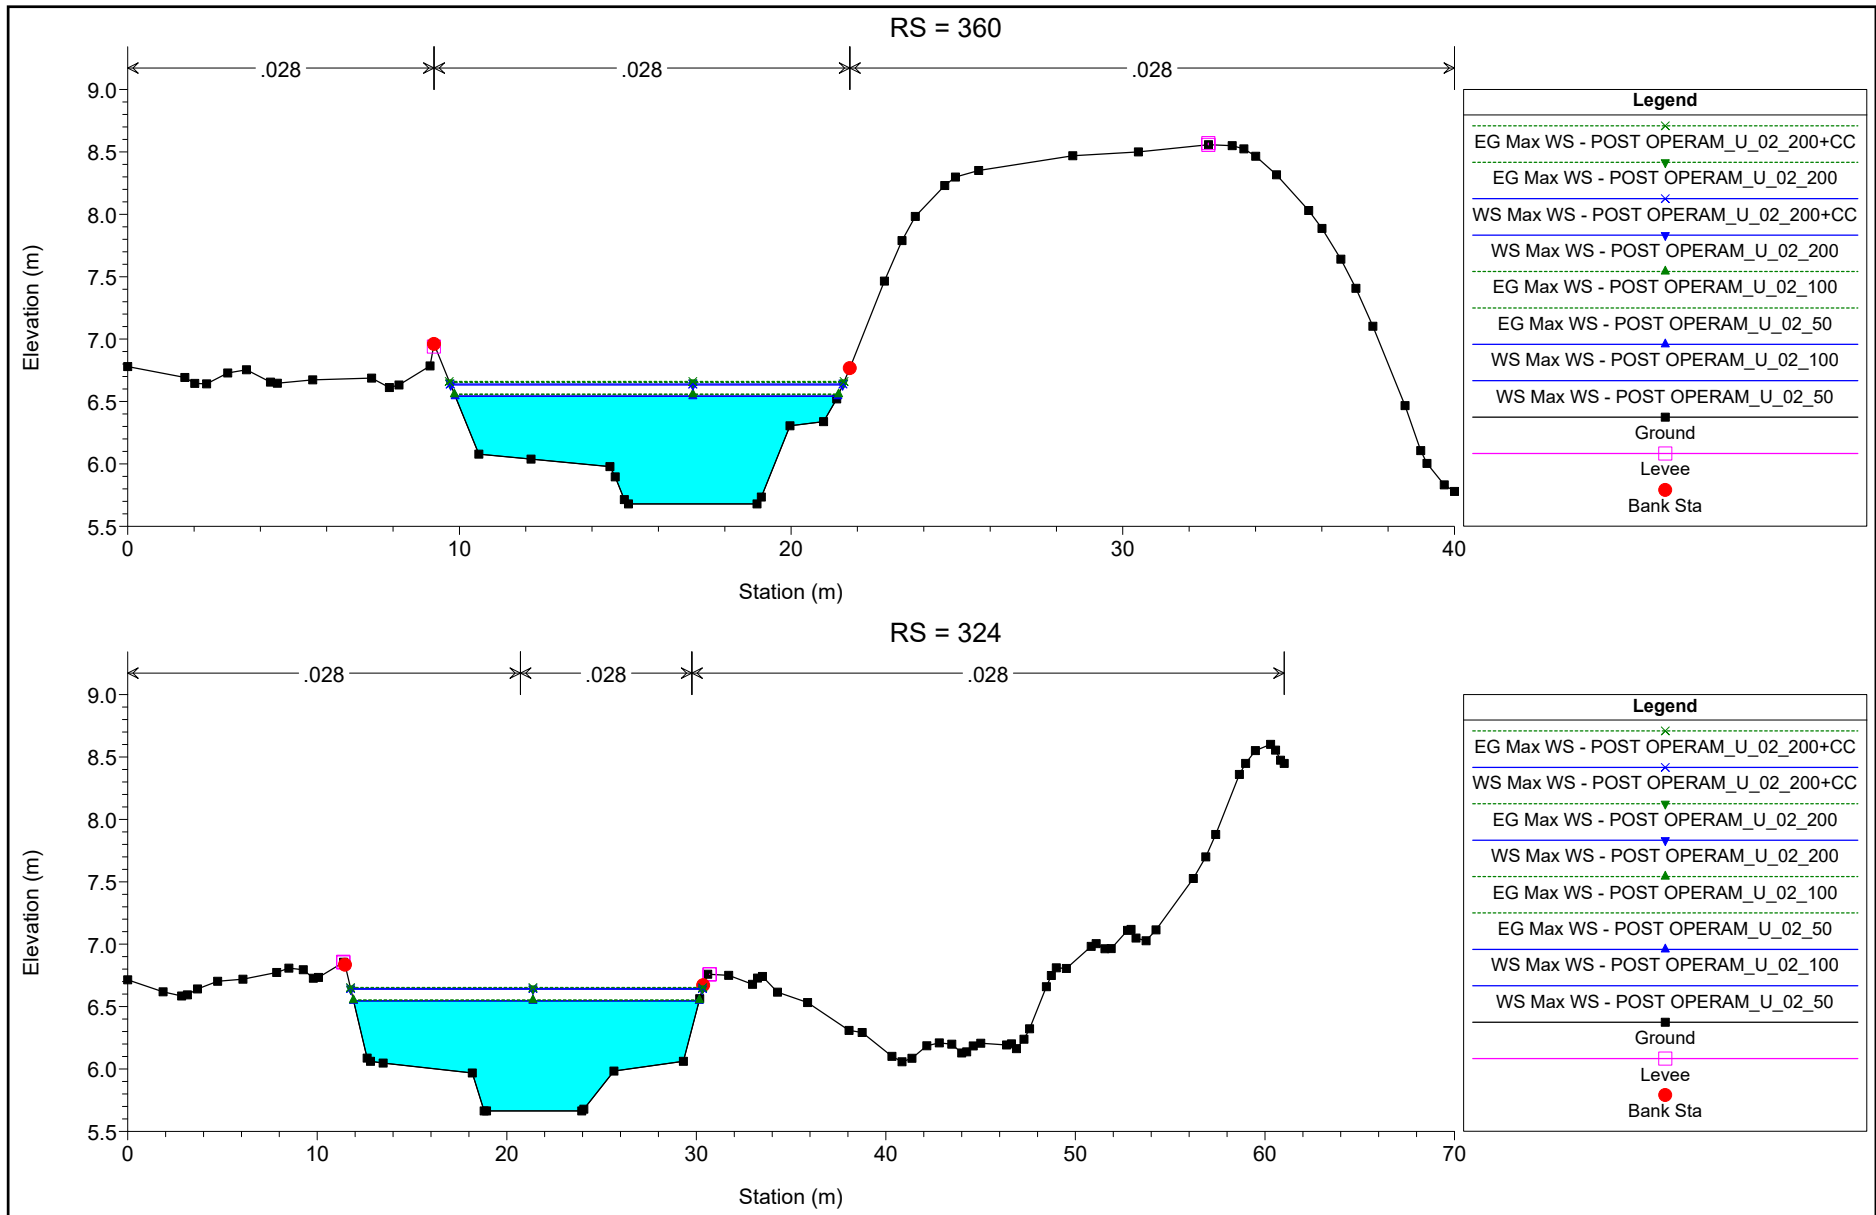 RS = 360
.028 .028 .028
9.0
8.5
8.0
7.5
7.0
6.5
6.0
5.5
Elevation (m)
0 10 20 30 40
Station (m)
Legend
EG Max WS - POST OPERAM_U_02_200+CC
EG Max WS - POST OPERAM_U_02_200
WS Max WS - POST OPERAM_U_02_200+CC
WS Max WS - POST OPERAM_U_02_200
EG Max WS - POST OPERAM_U_02_100
EG Max WS - POST OPERAM_U_02_50
WS Max WS - POST OPERAM_U_02_100
WS Max WS - POST OPERAM_U_02_50
Ground
Levee
Bank Sta
RS = 324
.028 .028 .028
9.0
8.5
8.0
7.5
7.0
6.5
6.0
5.5
Elevation (m)
0 10 20 30 40 50 60 70
Station (m)
Legend
EG Max WS - POST OPERAM_U_02_200+CC
WS Max WS - POST OPERAM_U_02_200+CC
EG Max WS - POST OPERAM_U_02_200
WS Max WS - POST OPERAM_U_02_200
EG Max WS - POST OPERAM_U_02_100
EG Max WS - POST OPERAM_U_02_50
WS Max WS - POST OPERAM_U_02_100
WS Max WS - POST OPERAM_U_02_50
Ground
Levee
Bank Sta